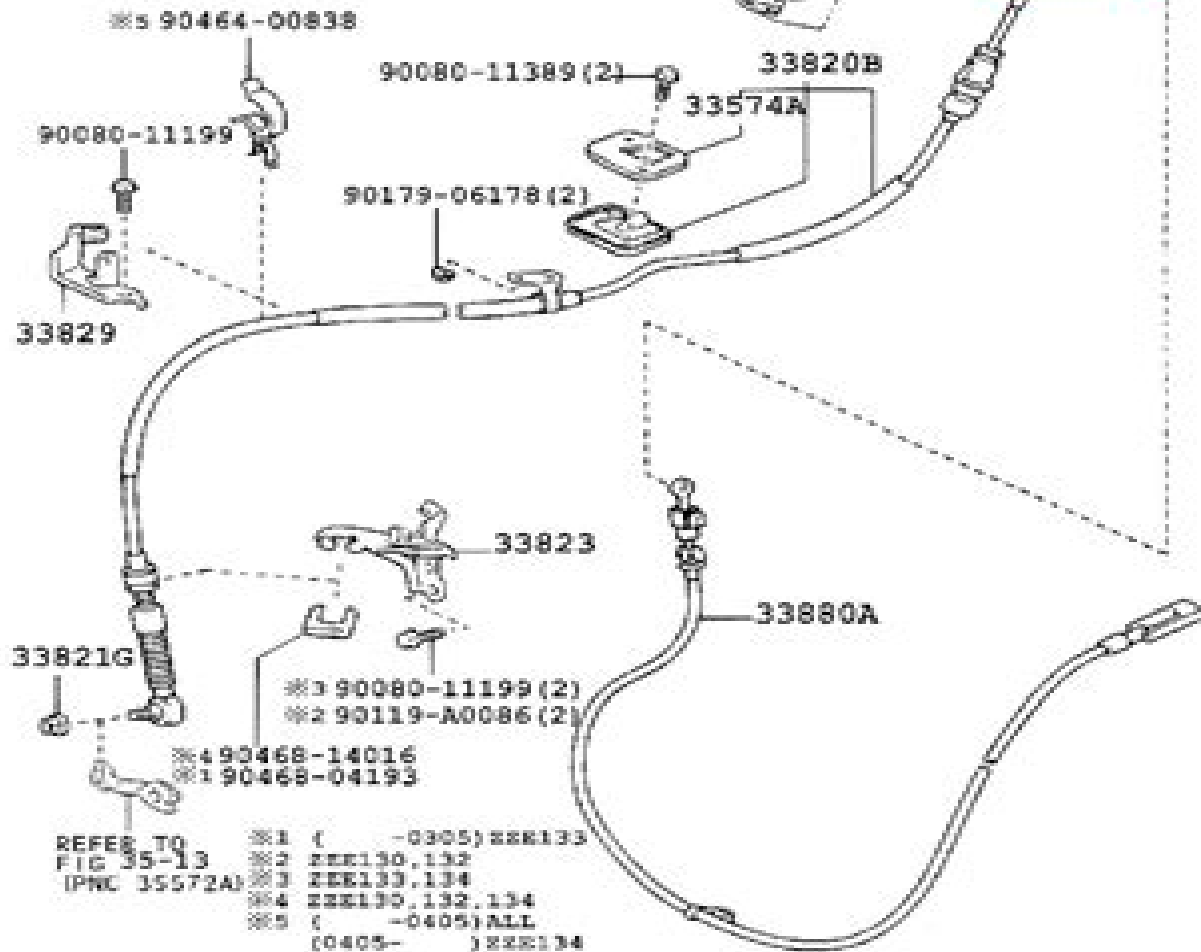 ※5 90464-00838
90080-11389(2)
33820B
33574A
90080-11199
90179-06178(2)
33829
33823
33880A
33821G
※3 90080-11199(2)
※2 90119-A0086(2)
※4 90468-14016
※1 90468-04193
REFER TO
FIG 35-13
(PNC 35572A)
※1 (     -0305)ZZE133
※2 ZZE130,132
※3 ZZE133,134
※4 ZZE130,132,134
※5 (     -0405)ALL
(0405-     )ZZE134